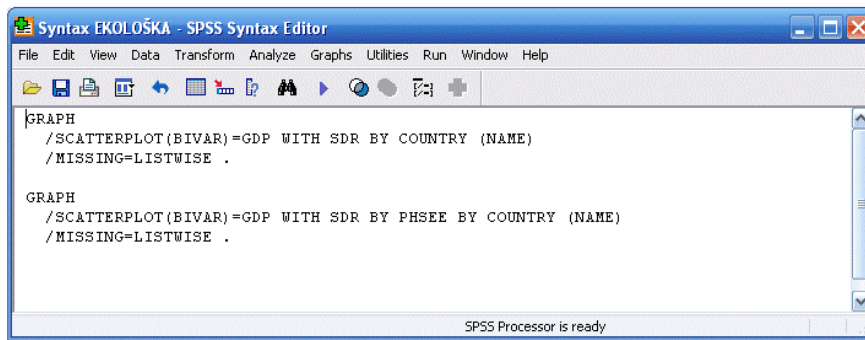 Syntax EKOLOŠKA - SPSS Syntax Editor
File Edit View Data Transform Analyze Graphs Utilities Run Window Help
GRAPH
/SCATTERPLOT(BIVAR)=GDP WITH SDR BY COUNTRY (NAME)
/MISSING=LISTWISE .
GRAPH
/SCATTERPLOT(BIVAR)=GDP WITH SDR BY PHSEE BY COUNTRY (NAME)
/MISSING=LISTWISE .
SPSS Processor is ready